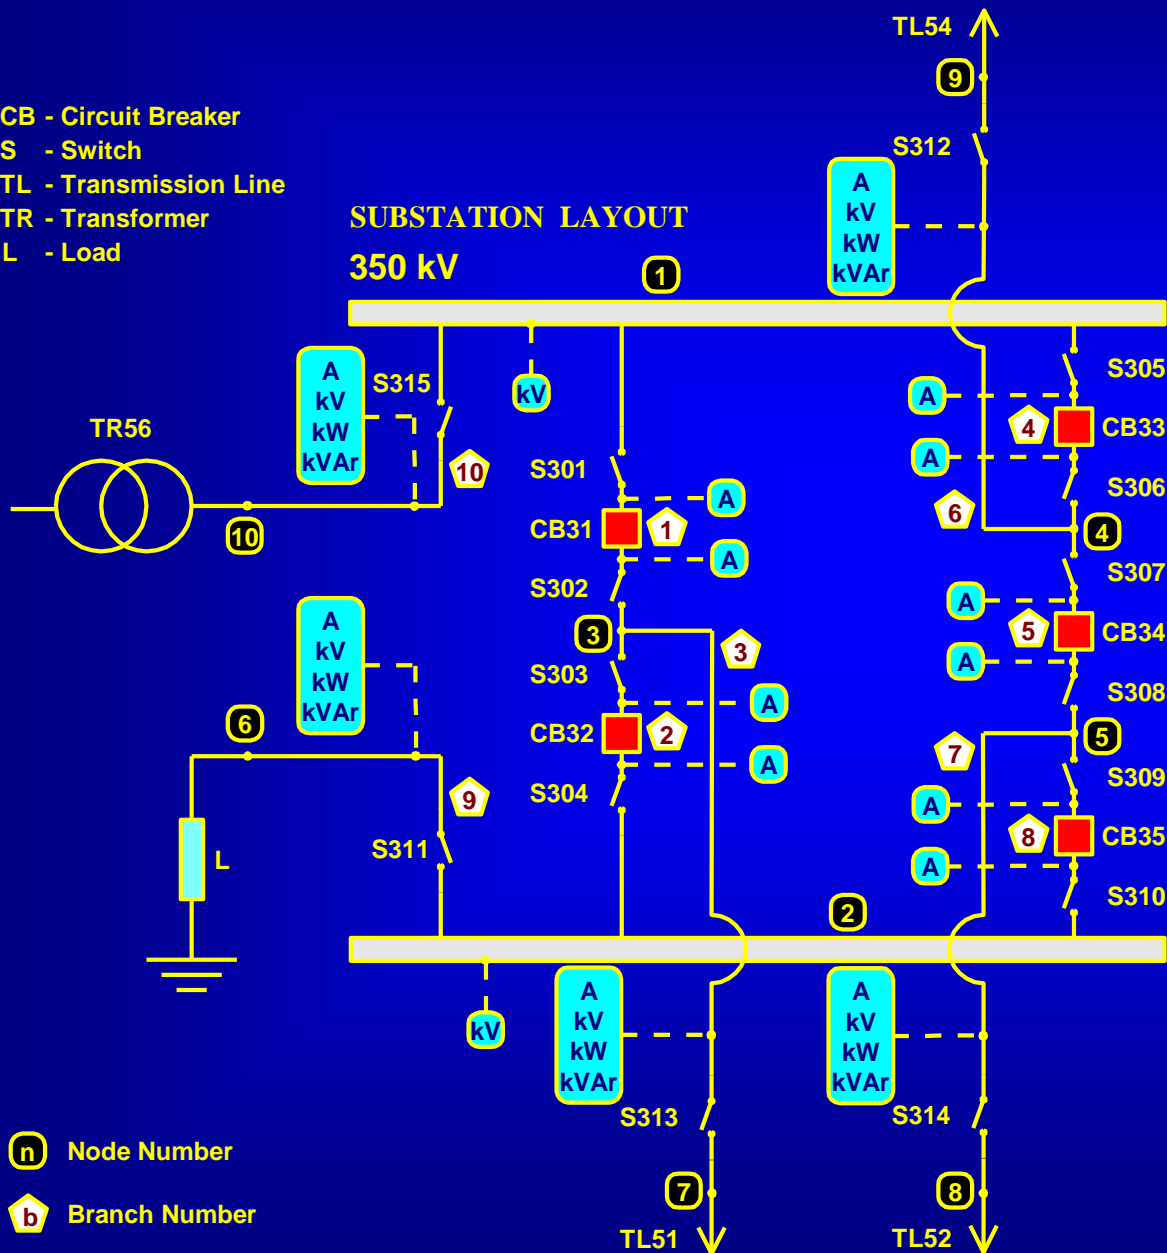 TL54
9
CB - Circuit Breaker
S - Switch
TL - Transmission Line
TR - Transformer
L - Load
S312
A
kV
kW
kVAr
SUBSTATION LAYOUT
350 kV
1
A
kV
kW
kVAr
S315
kV
S305
A
4
CB33
TR56
10
S301
A
S306
A
6
CB31
1
10
4
A
S302
S307
A
3
5
CB34
3
A
S303
S308
A
kV
kW
kVAr
A
6
CB32
2
7
5
A
S304
S309
9
A
8
CB35
S311
L
A
S310
2
kV
A
kV
kW
kVAr
A
kV
kW
kVAr
S313
S314
n Node Number
7
8
b Branch Number
TL51
TL52